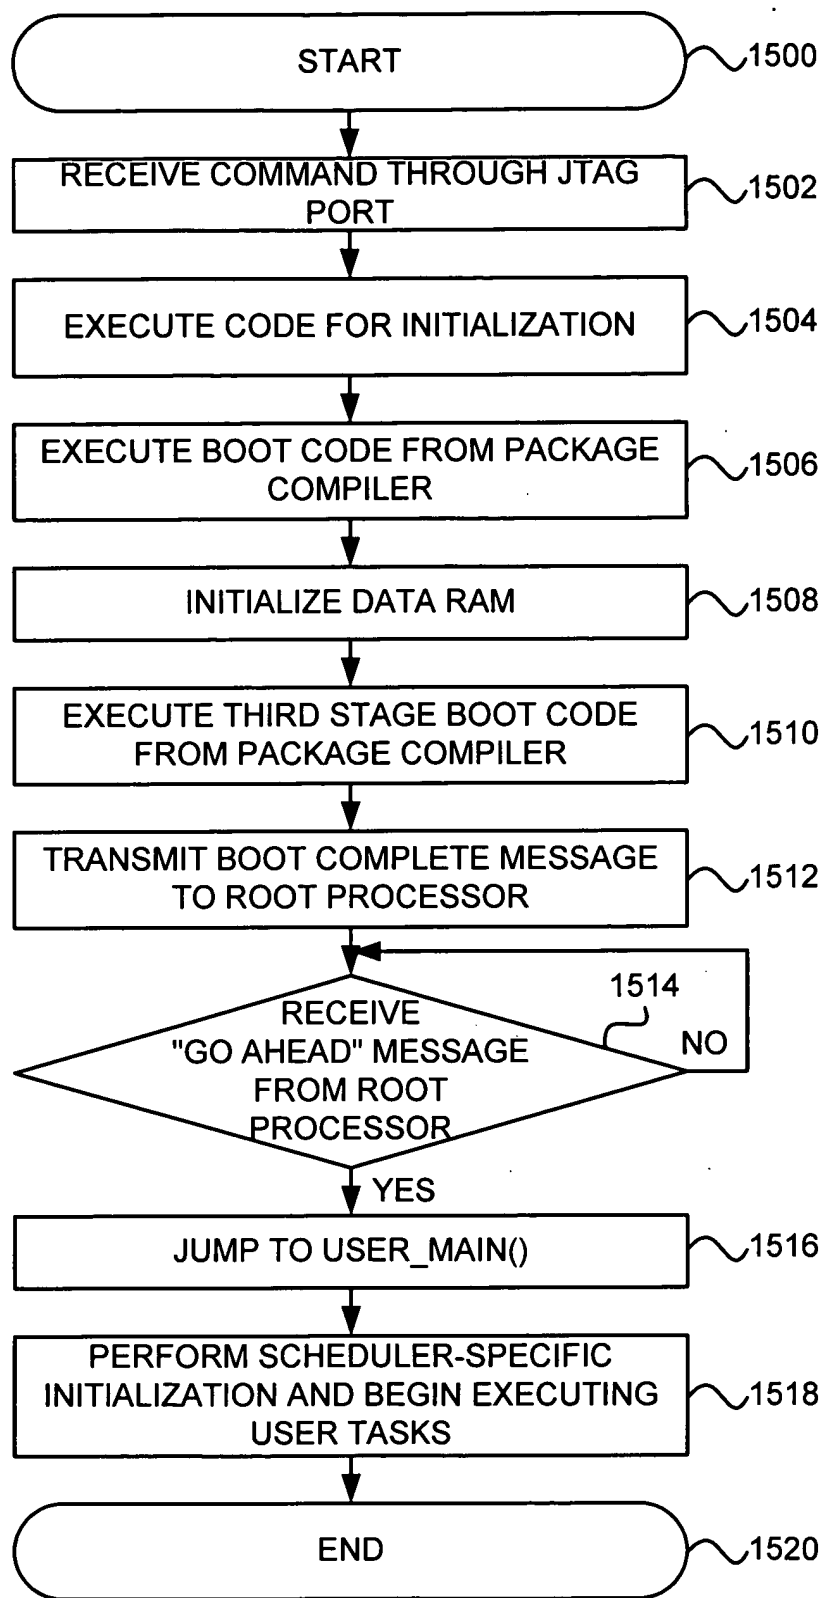 START
1500
RECEIVE COMMAND THROUGH JTAG
PORT
1502
EXECUTE CODE FOR INITIALIZATION
1504
EXECUTE BOOT CODE FROM PACKAGE
COMPILER
1506
INITIALIZE DATA RAM
1508
EXECUTE THIRD STAGE BOOT CODE
FROM PACKAGE COMPILER
1510
TRANSMIT BOOT COMPLETE MESSAGE
TO ROOT PROCESSOR
1512
1514
RECEIVE
"GO AHEAD" MESSAGE
FROM ROOT
PROCESSOR
NO
YES
JUMP TO USER_MAIN()
1516
PERFORM SCHEDULER-SPECIFIC
INITIALIZATION AND BEGIN EXECUTING
USER TASKS
1518
END
1520